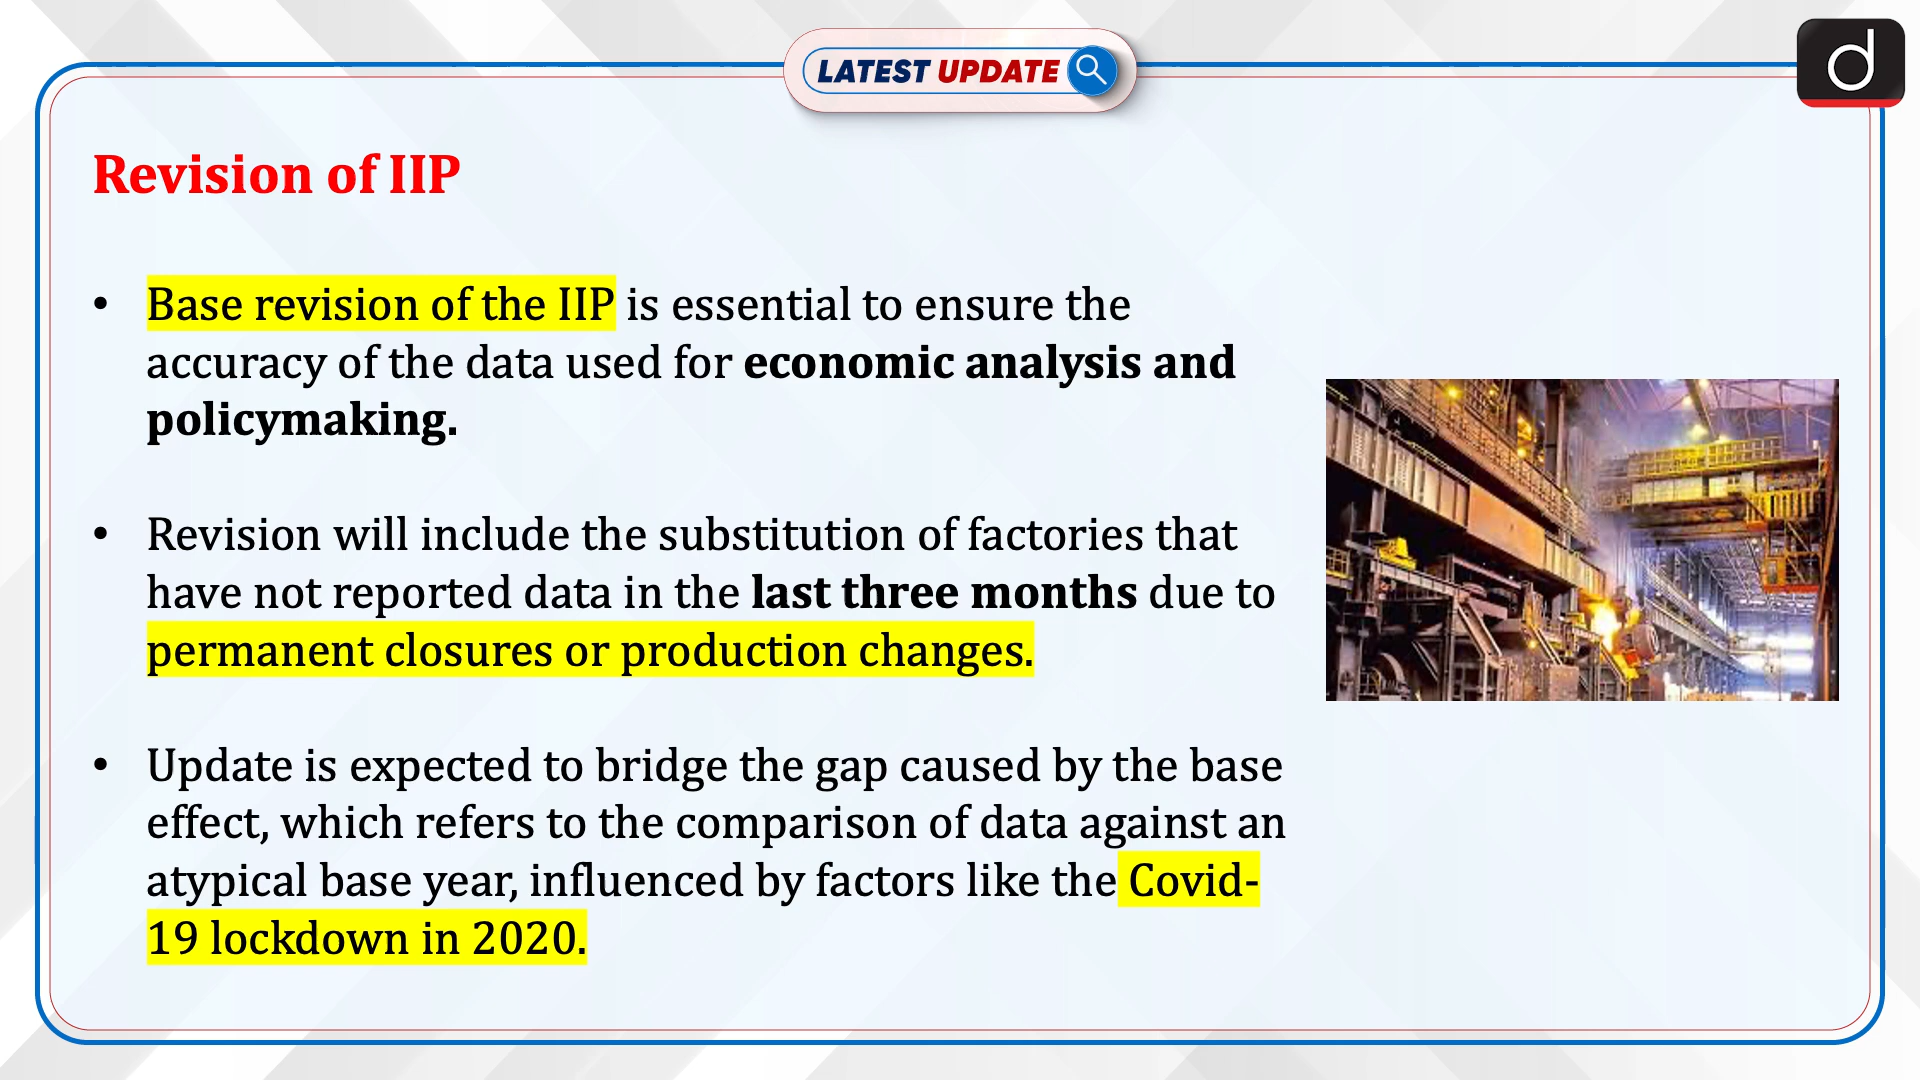 LATEST UPDATE
d
Revision of IIP
• Base revision of the IIP is essential to ensure the
accuracy of the data used for economic analysis and
policymaking.
• Revision will include the substitution of factories that
have not reported data in the last three months due to
permanent closures or production changes.
• Update is expected to bridge the gap caused by the base
effect, which refers to the comparison of data against an
atypical base year, influenced by factors like the Covid-
19 lockdown in 2020.